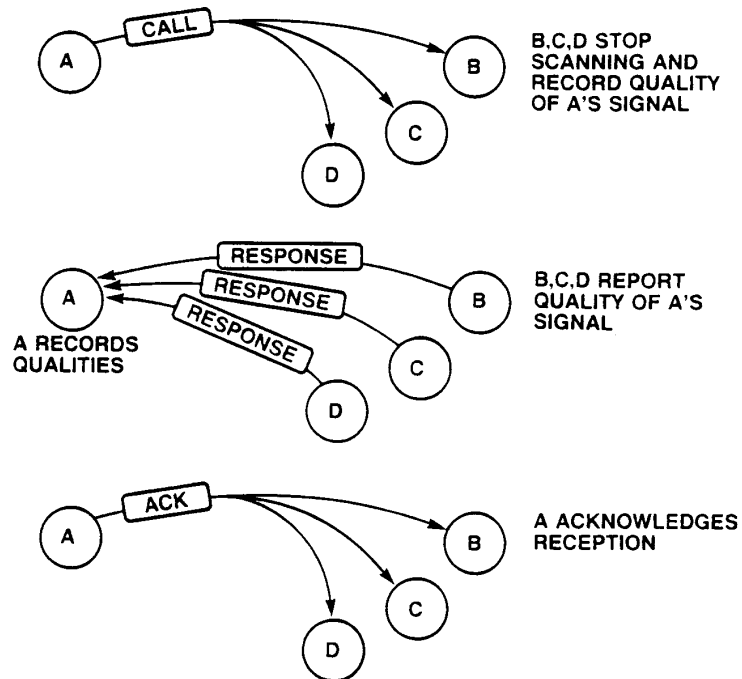 CALL
A
B
C
D
B,C,D STOP
SCANNING AND
RECORD QUALITY
OF A'S SIGNAL
RESPONSE
RESPONSE
RESPONSE
A
B
C
D
A RECORDS
QUALITIES
B,C,D REPORT
QUALITY OF A'S
SIGNAL
ACK
A
B
C
D
A ACKNOWLEDGES
RECEPTION